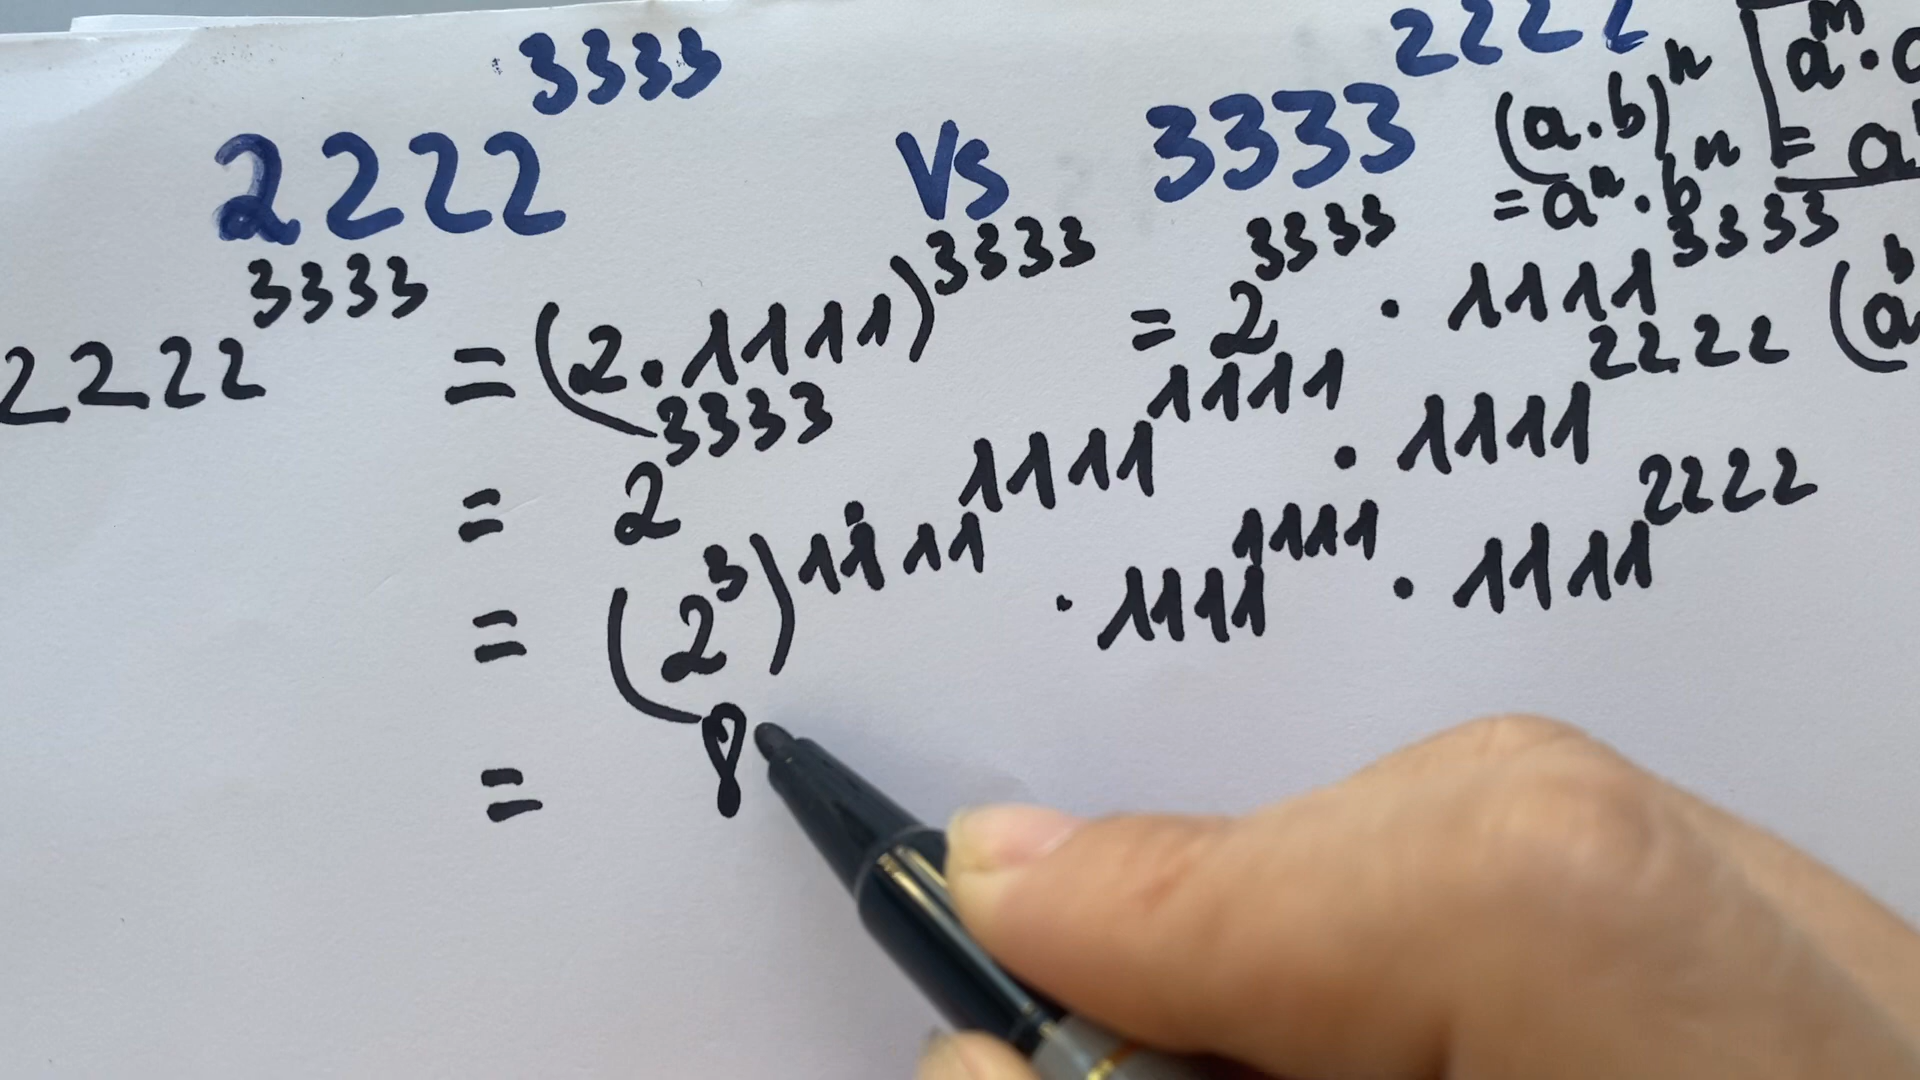 2222^3333 Vs 3333^2222
(a·b)^n = a^n·b^n
a^m·a
= a
2222^3333 = (2·1111)^3333 = 2^3333 · 1111^3333
(a^b
= 2^3333 1111^1111 · 1111^2222
= (2^3)^1111 · 1111^1111 · 1111^2222
= 8